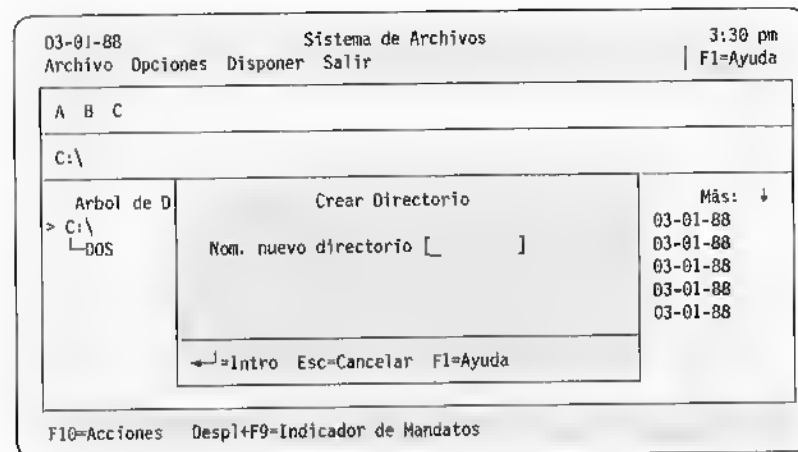 03-01-88 Sistema de Archivos 3:30 pm
Archivo Opciones Disponer Salir | F1=Ayuda
A B C
C:\
Arbol de D
> C:\
└─DOS
Crear Directorio
Nom. nuevo directorio [_ ]
◄─┘=Intro Esc=Cancelar F1=Ayuda
Más: ↓
03-01-88
03-01-88
03-01-88
03-01-88
03-01-88
F10=Acciones Despl+F9=Indicador de Mandatos